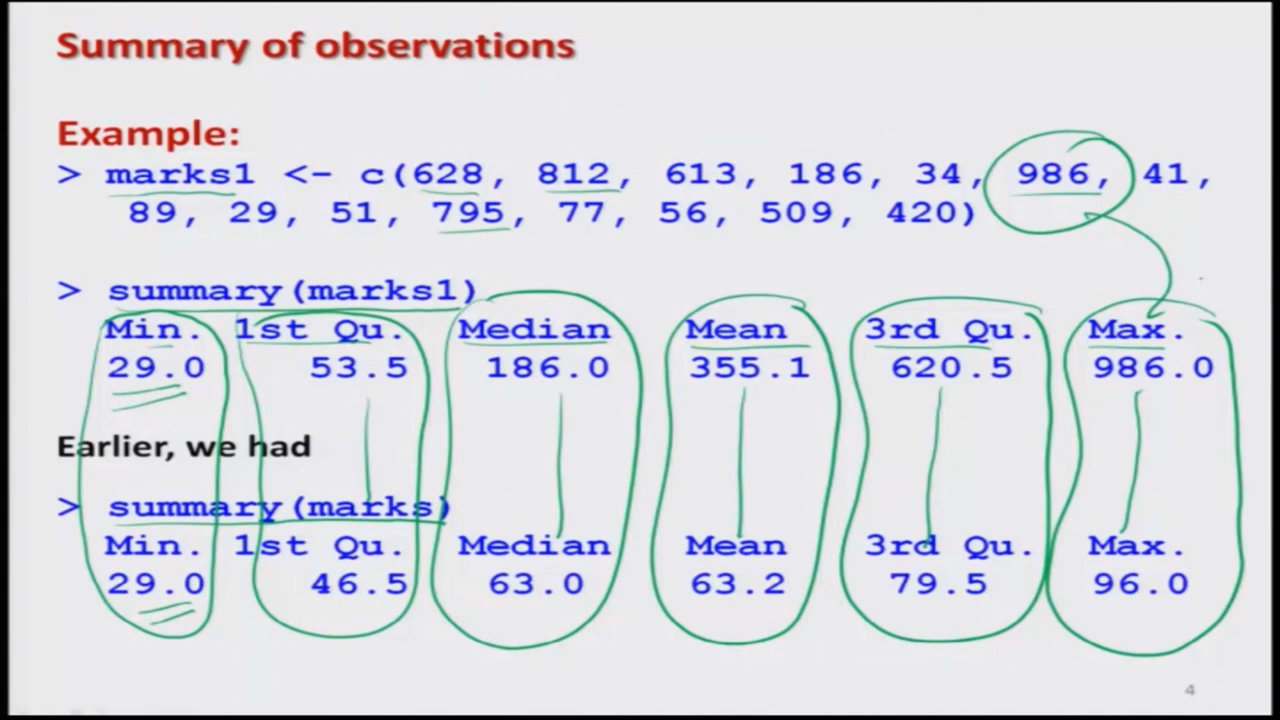 Summary of observations
Example:
> marks1 <- c(628, 812, 613, 186, 34, 986, 41,
89, 29, 51, 795, 77, 56, 509, 420)
> summary(marks1)
Min. 1st Qu. Median Mean 3rd Qu. Max.
29.0 53.5 186.0 355.1 620.5 986.0
Earlier, we had
> summary(marks)
Min. 1st Qu. Median Mean 3rd Qu. Max.
29.0 46.5 63.0 63.2 79.5 96.0
4